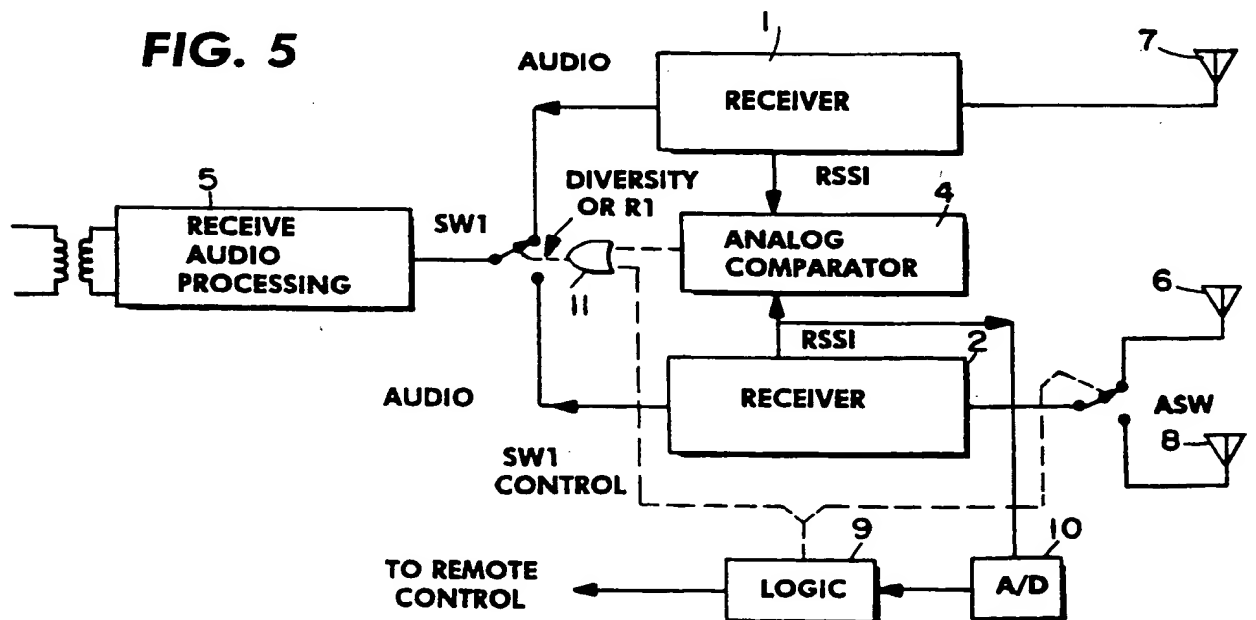 FIG. 5
1
7
AUDIO
RECEIVER
RSSI
5
RECEIVE
AUDIO
PROCESSING
SW1
DIVERSITY
OR R1
11
4
ANALOG
COMPARATOR
6
RSSI
2
AUDIO
RECEIVER
ASW
8
SW1
CONTROL
9
10
TO REMOTE
CONTROL
LOGIC
A/D